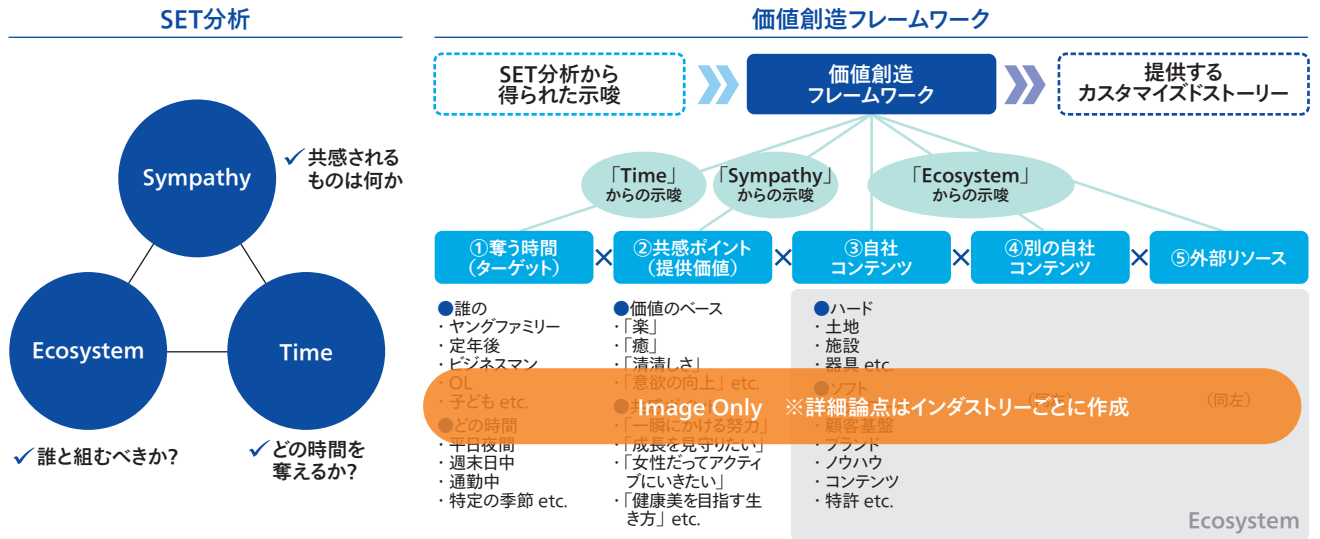 SET分析
Sympathy
✓共感される
ものは何か
Ecosystem
Time
✓誰と組むべきか?
✓どの時間を
奪えるか?
価値創造フレームワーク
SET分析から
得られた示唆
価値創造
フレームワーク
提供する
カスタマイズドストーリー
「Time」
からの示唆
「Sympathy」
からの示唆
「Ecosystem」
からの示唆
①奪う時間
(ターゲット)
×
②共感ポイント
(提供価値)
×
③自社
コンテンツ
×
④別の自社
コンテンツ
×
⑤外部リソース
●誰の
・ヤングファミリー
・定年後
・ビジネスマン
・OL
・子ども etc.
●どの時間
・平日夜間
・週末日中
・通勤中
・特定の季節 etc.
●価値のベース
・「楽」
・「癒」
・「清清しさ」
・「意欲の向上」 etc.
●共感ポイント
・「一瞬にかける努力」
・「成長を見守りたい」
・「女性だってアクティ
ブにいきたい」
・「健康美を目指す生
き方」 etc.
●ハード
・土地
・施設
・器具 etc.
●ソフト
・顧客基盤
・ブランド
・ノウハウ
・コンテンツ
・特許 etc.
(同左)
Image Only ※詳細論点はインダストリーごとに作成
Ecosystem